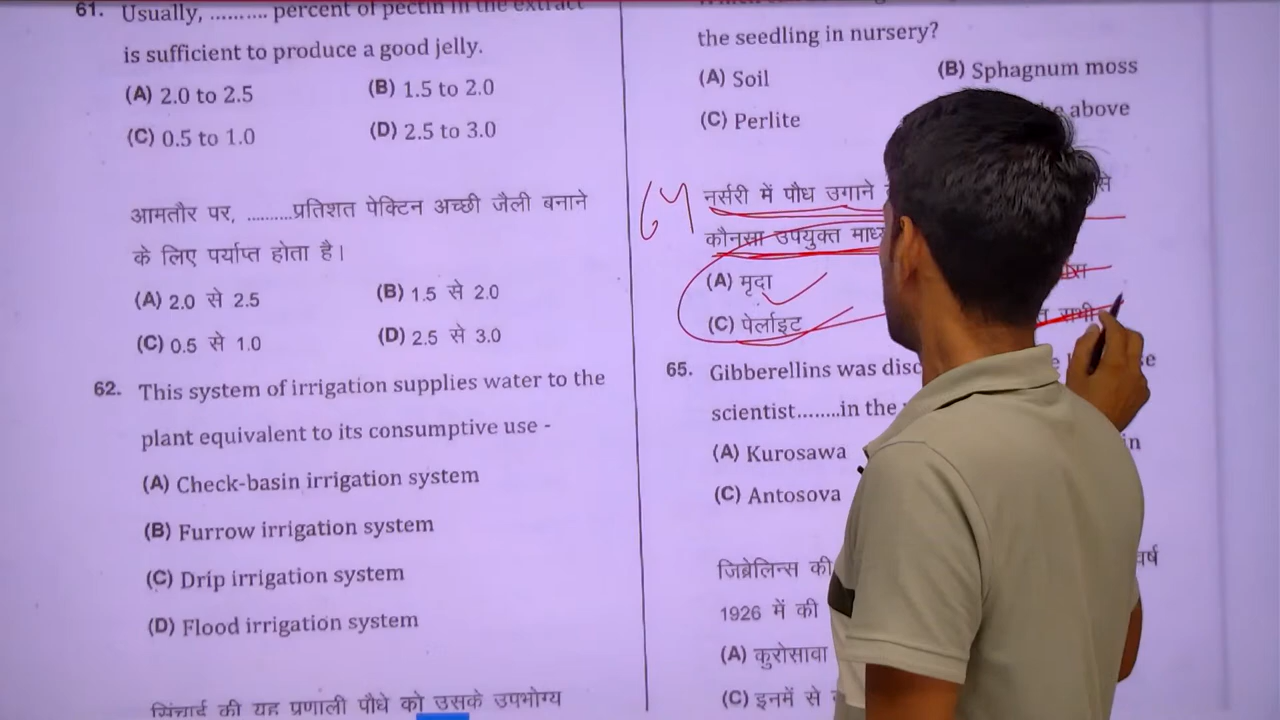 61. Usually, .......... percent of pectin in the extract
is sufficient to produce a good jelly.
(A) 2.0 to 2.5 (B) 1.5 to 2.0
(C) 0.5 to 1.0 (D) 2.5 to 3.0
आमतौर पर, .........प्रतिशत पेक्टिन अच्छी जैली बनाने
के लिए पर्याप्त होता है।
(A) 2.0 से 2.5 (B) 1.5 से 2.0
(C) 0.5 से 1.0 (D) 2.5 से 3.0
62. This system of irrigation supplies water to the
plant equivalent to its consumptive use -
(A) Check-basin irrigation system
(B) Furrow irrigation system
(C) Drip irrigation system
(D) Flood irrigation system
सिंचाई की यह प्रणाली पौधे को उसके उपभोग्य
the seedling in nursery?
(A) Soil (B) Sphagnum moss
(C) Perlite above
64 नर्सरी में पौध उगाने से
कौनसा उपयुक्त
(A) मृदा
(C) पेर्लाइट सभी
65. Gibberellins was
scientist........in the
(A) Kurosawa
(C) Antosova
जिब्रेलिन्स की वर्ष
1926 में की
(A) कुरोसावा
(C) इनमें से